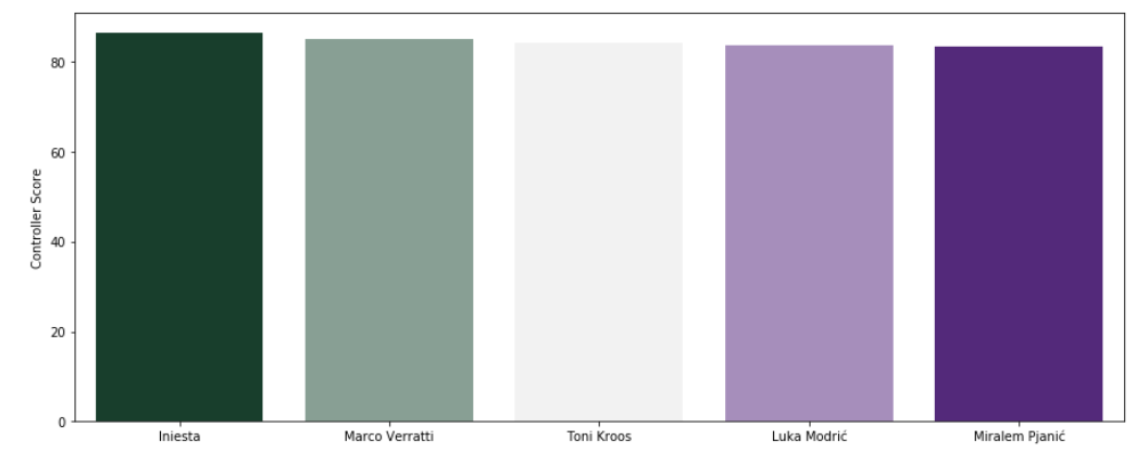 Controller Score
80
60
40
20
0
Iniesta
Marco Verratti
Toni Kroos
Luka Modrić
Miralem Pjanić